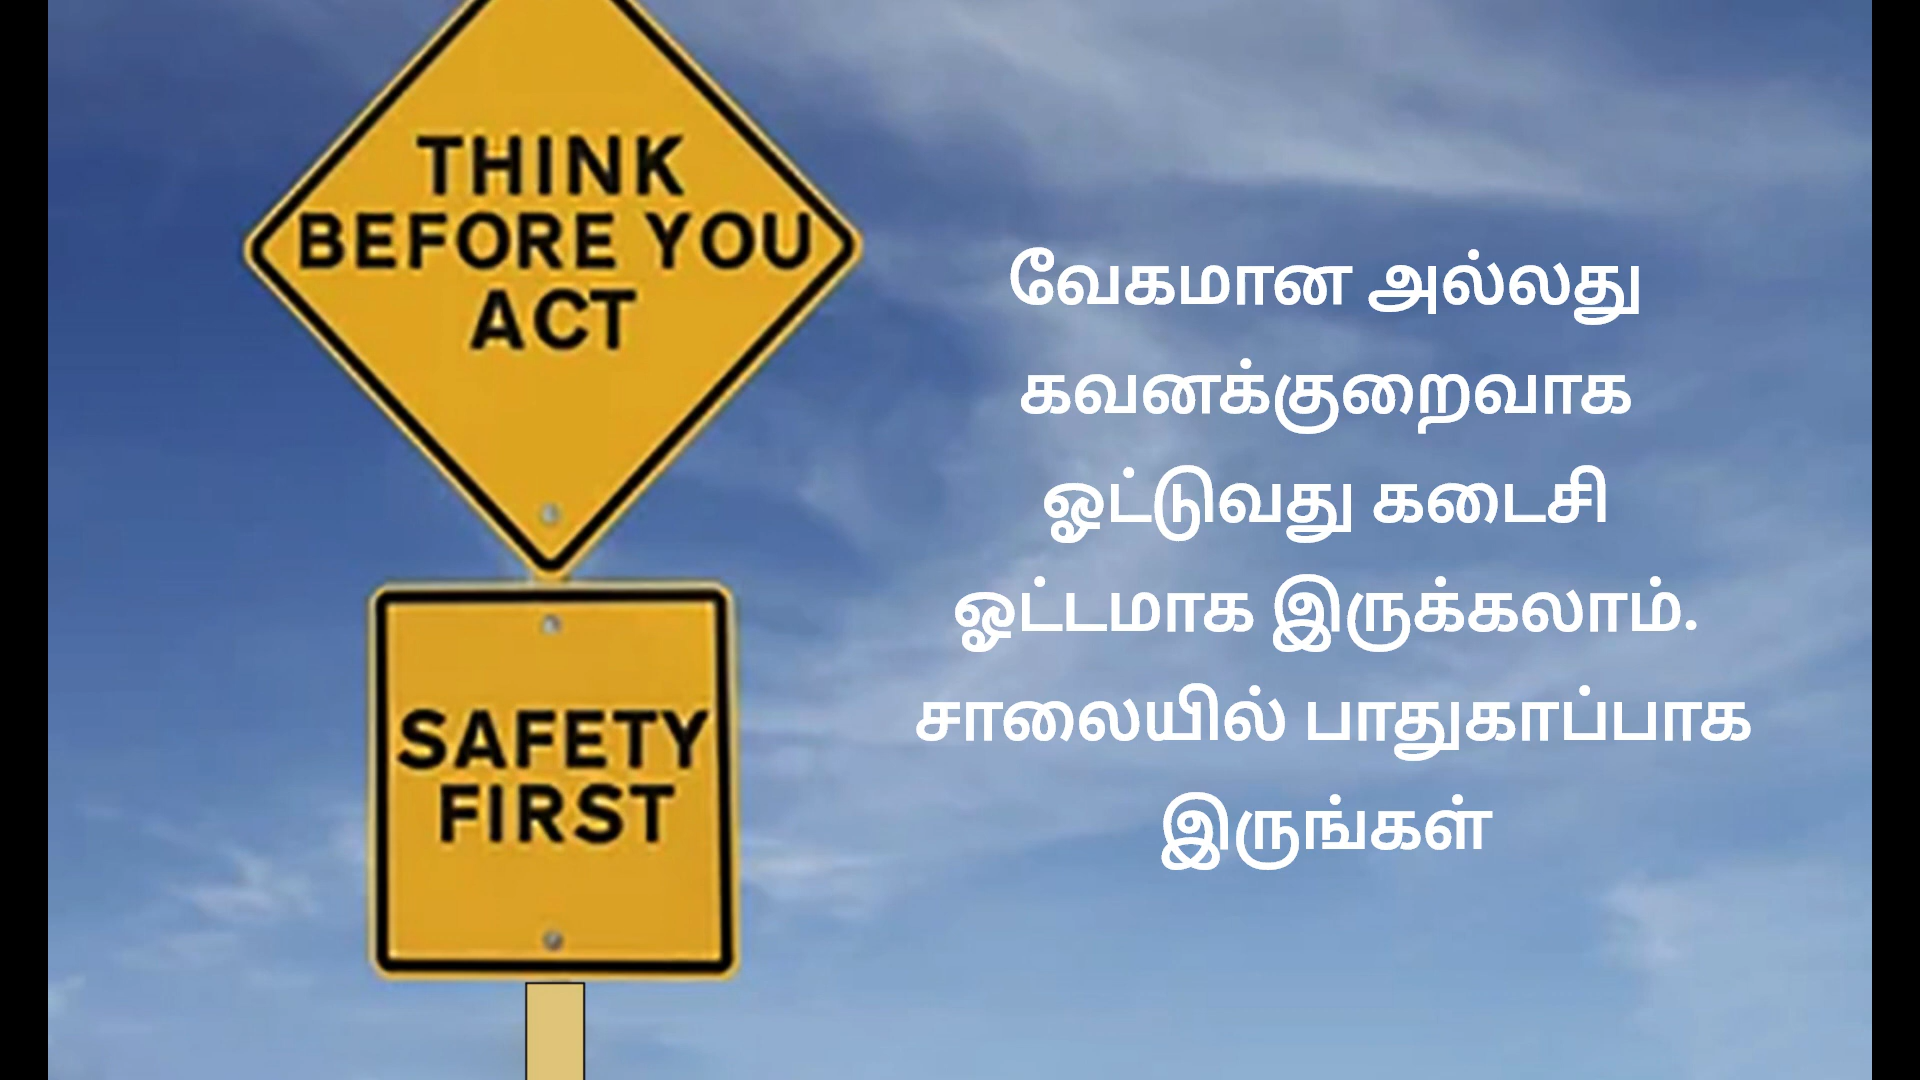 THINK
BEFORE YOU
ACT
SAFETY
FIRST
வேகமான அல்லது
கவனக்குறைவாக
ஓட்டுவது கடைசி
ஓட்டமாக இருக்கலாம்.
சாலையில் பாதுகாப்பாக
இருங்கள்